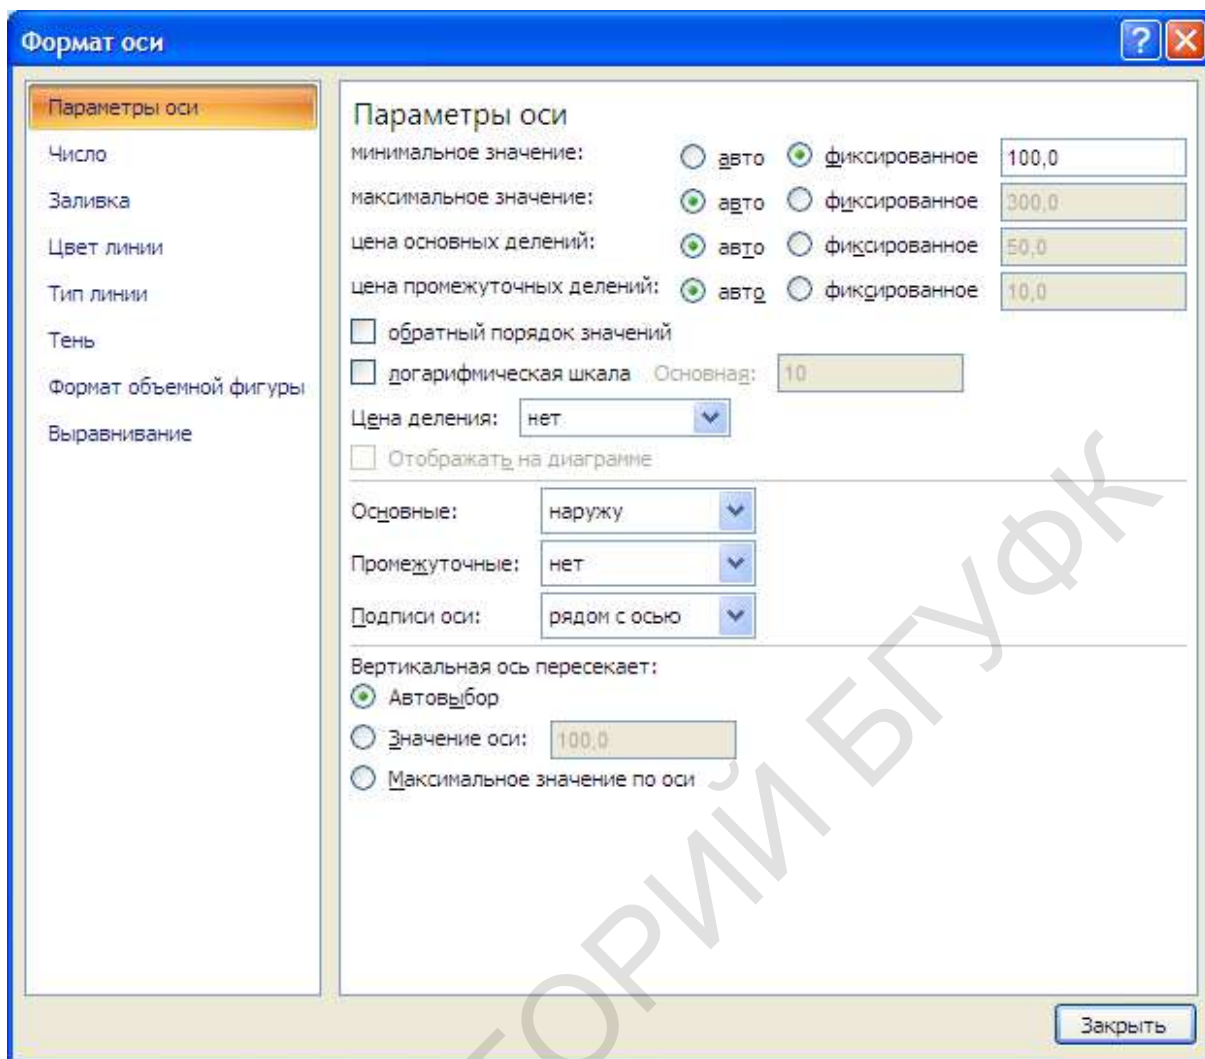 Формат оси
Параметры оси
Число
Заливка
Цвет линии
Тип линии
Тень
Формат объемной фигуры
Выравнивание
Параметры оси
минимальное значение: авто фиксированное 100,0
максимальное значение: авто фиксированное 300,0
цена основных делений: авто фиксированное 50,0
цена промежуточных делений: авто фиксированное 10,0
обратный порядок значений
логарифмическая шкала Основная: 10
Цена деления: нет
Отображать на диаграмме
Основные: наружу
Промежуточные: нет
Подписи оси: рядом с осью
Вертикальная ось пересекает:
Автовыбор
Значение оси: 100,0
Максимальное значение по оси
Закрыть
ТОРИЙ БГУФК